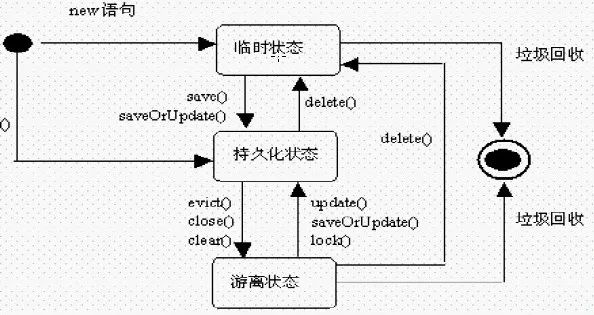 new语句
临时状态
垃圾回收
save()
saveOrUpdate()
delete()
()
delete()
持久化状态
evict()
close()
clear()
update()
saveOrUpdate()
lock()
垃圾回收
游离状态